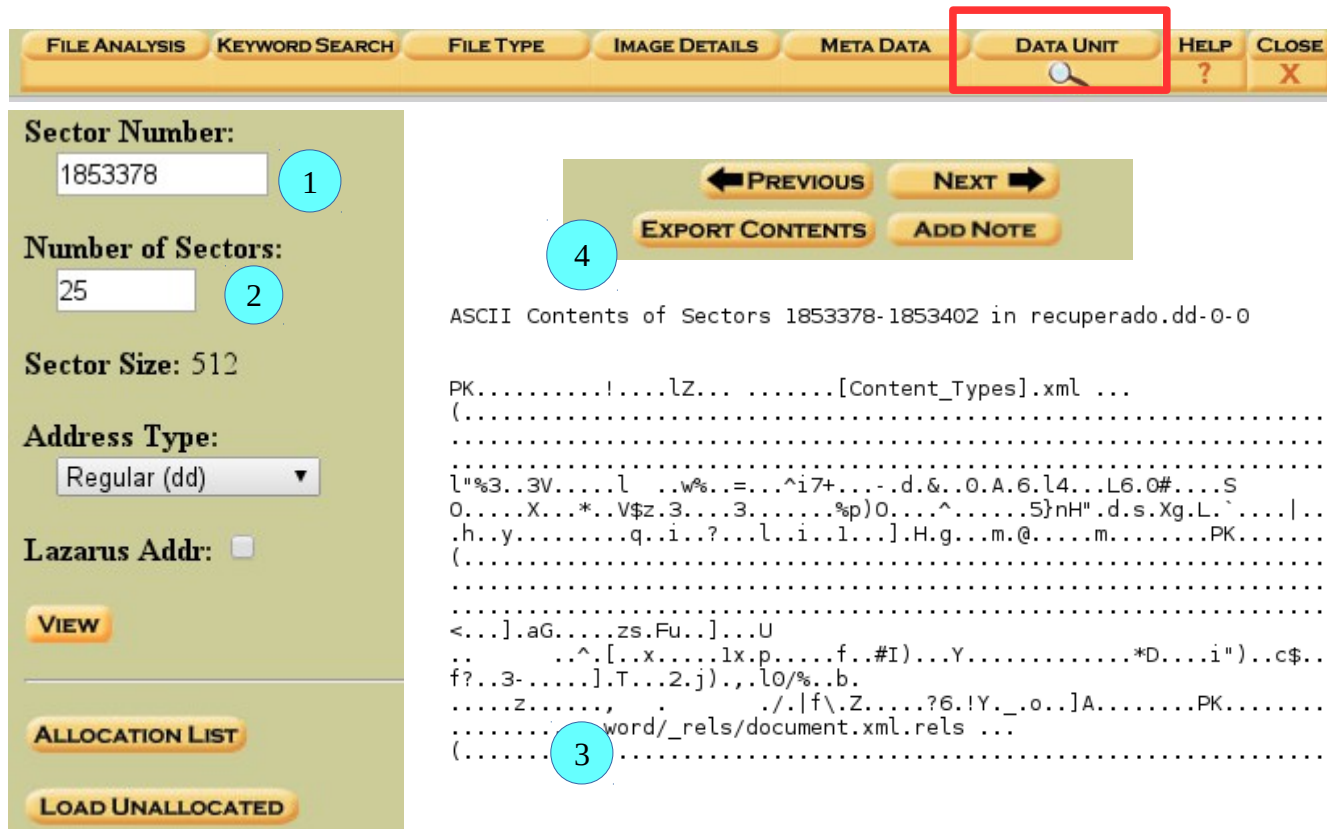 FILE ANALYSIS KEYWORD SEARCH FILE TYPE IMAGE DETAILS META DATA DATA UNIT HELP CLOSE
? X
Sector Number:
1853378
1
Number of Sectors:
25
2
Sector Size: 512
Address Type:
Regular (dd)
Lazarus Addr:
VIEW
ALLOCATION LIST
LOAD UNALLOCATED
PREVIOUS NEXT
EXPORT CONTENTS ADD NOTE
4
ASCII Contents of Sectors 1853378-1853402 in recuperado.dd-0-0
PK..........!....lZ... .......[Content_Types].xml ...
(....................................................................
.....................................................................
.....................................................................
l"%3..3V.....l ..w%..=...^i7+...-.d.&..0.A.6.l4...L6.0#....S
0.....X...*..V$z.3....3.......%p)0....^......5}nH".d.s.Xg.L.`....|..
.h..y.........q..i..?...l..i..1...].H.g...m.@.....m........PK.......
(....................................................................
.....................................................................
.....................................................................
<...].aG.....zs.Fu..]...U
.. ..^.[..x.....1x.p.....f..#I)...Y.............*D....i")..c$..
f?..3-.....].T...2.j).,.l0/%..b.
.....z......, . ./.|f\.Z.....?6.!Y._.o..]A........PK........
........ word/_rels/document.xml.rels ...
(....................................................................
3